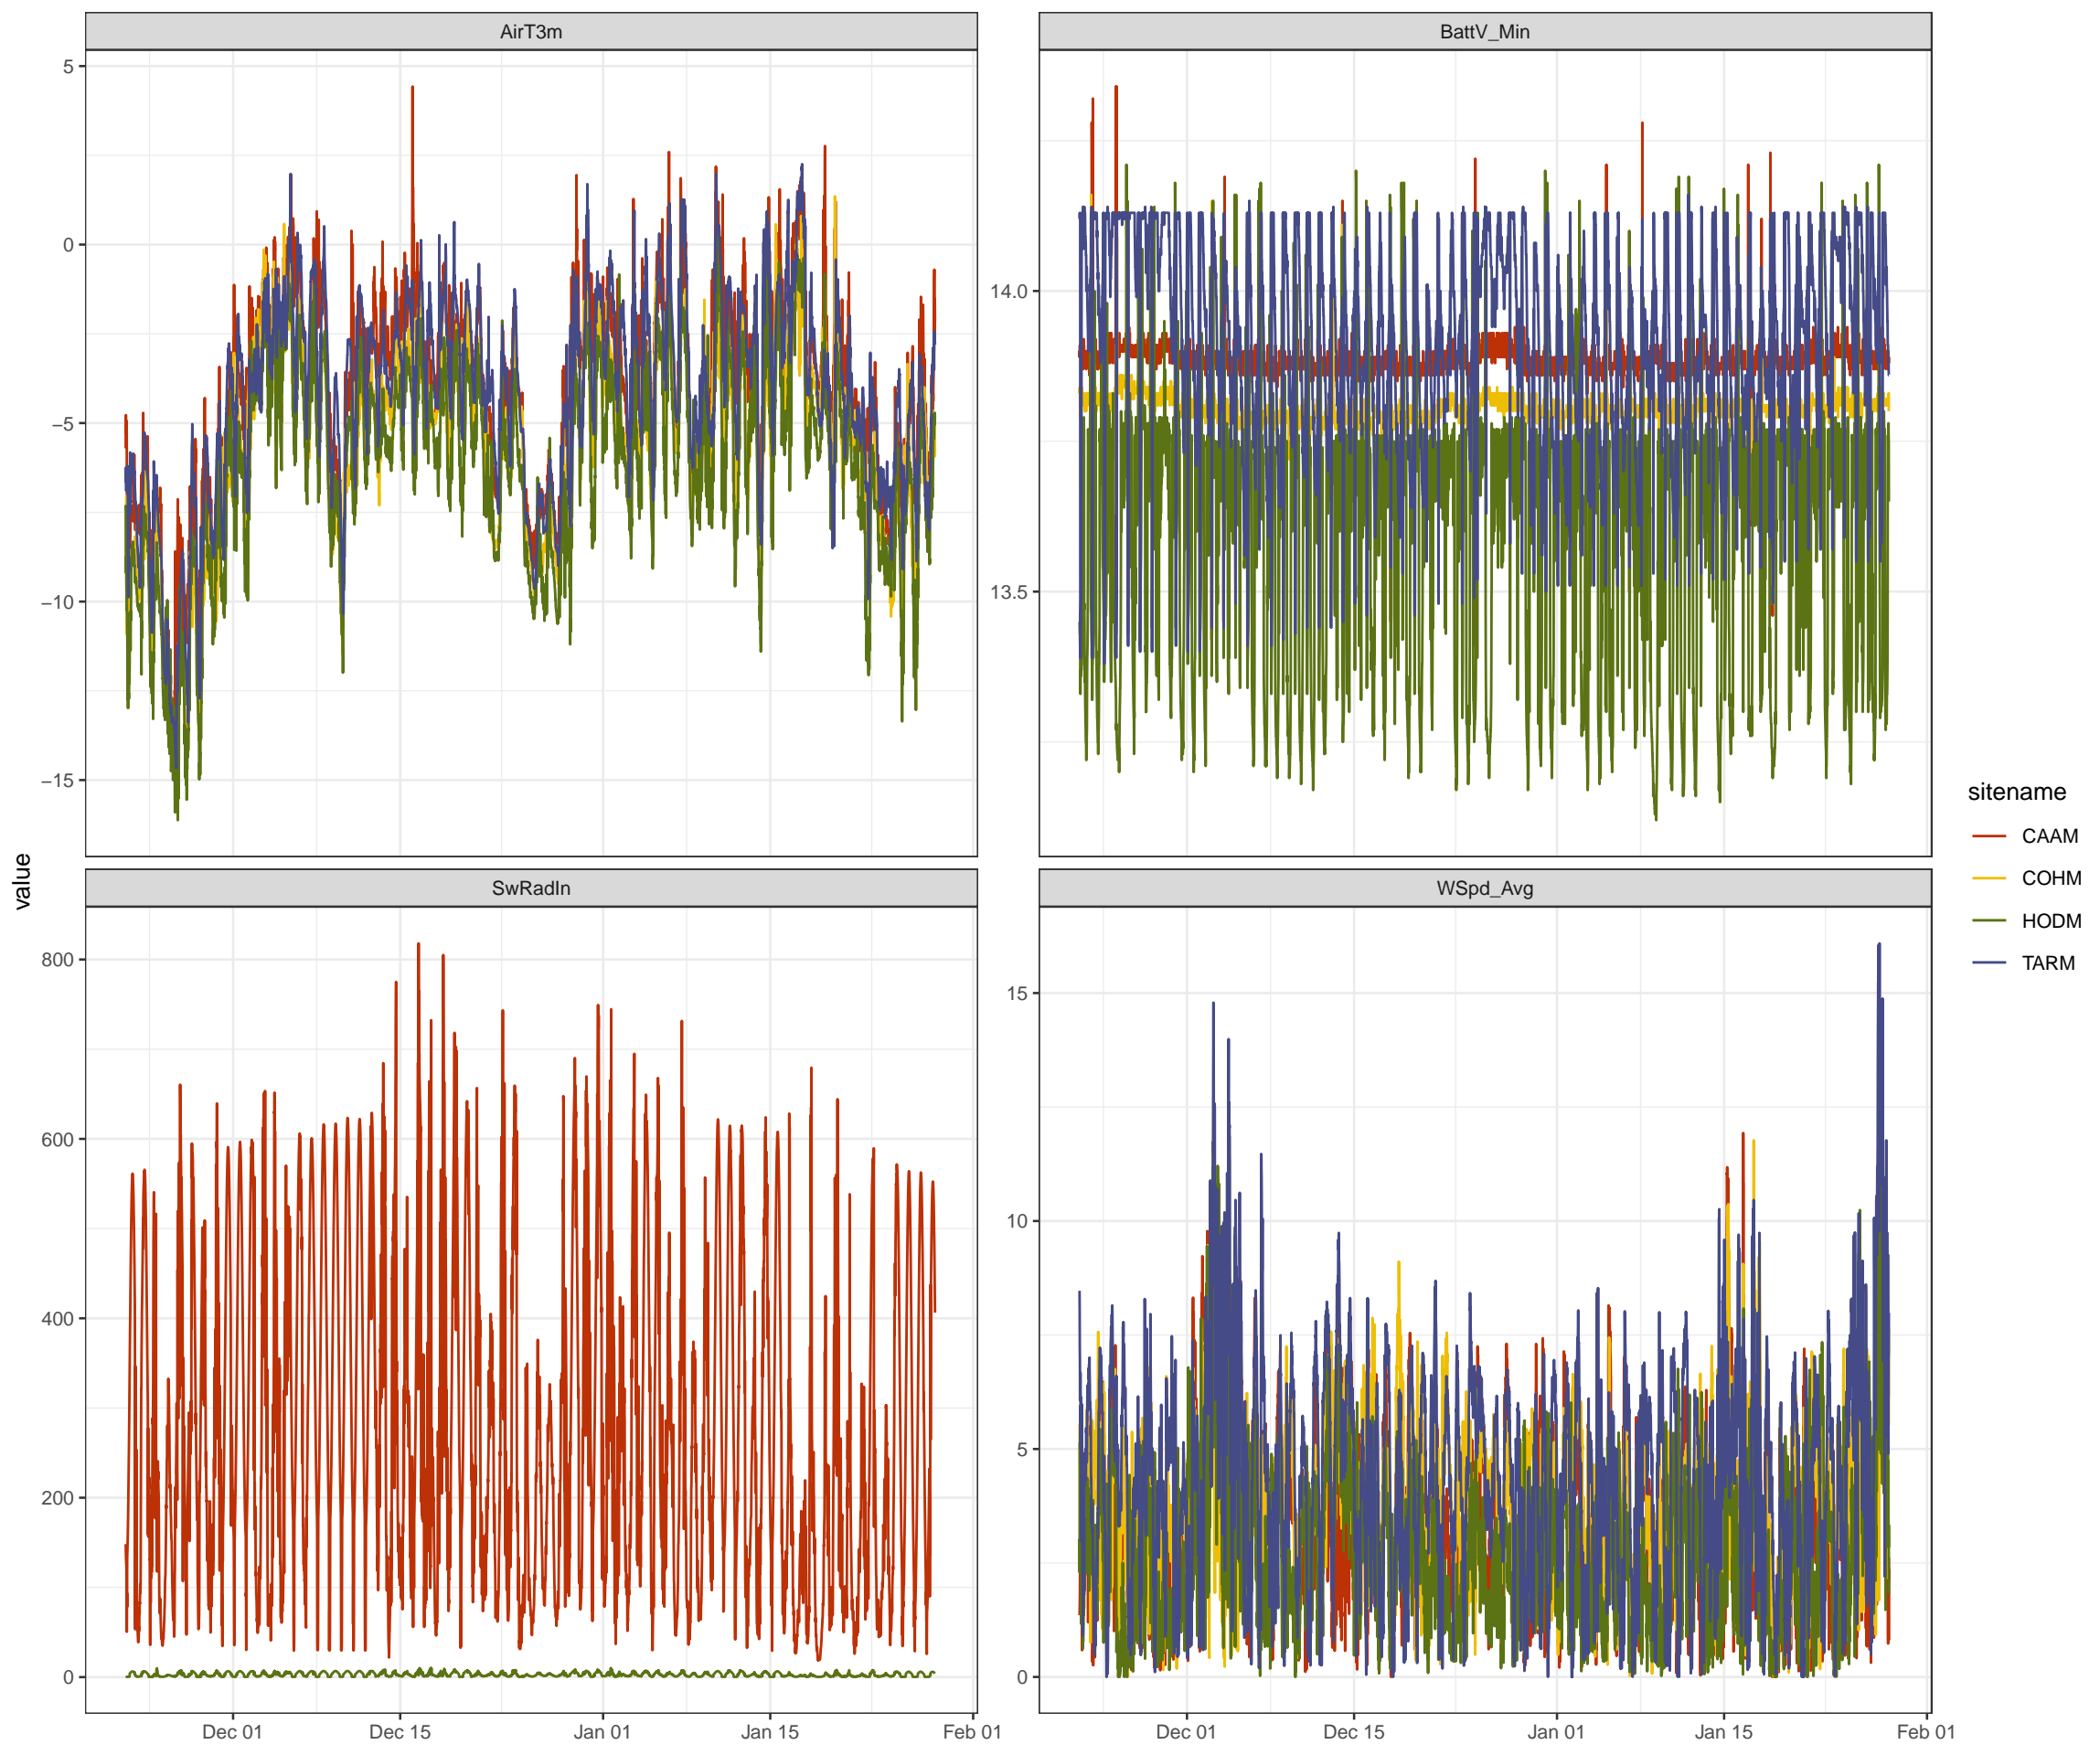 AirT3m
BattV_Min
5
0
−5
−10
−15
14.0
13.5
value
SwRadIn
WSpd_Avg
800
600
400
200
0
15
10
5
0
Dec 01
Dec 15
Jan 01
Jan 15
Feb 01
Dec 01
Dec 15
Jan 01
Jan 15
Feb 01
sitename
CAAM
COHM
HODM
TARM